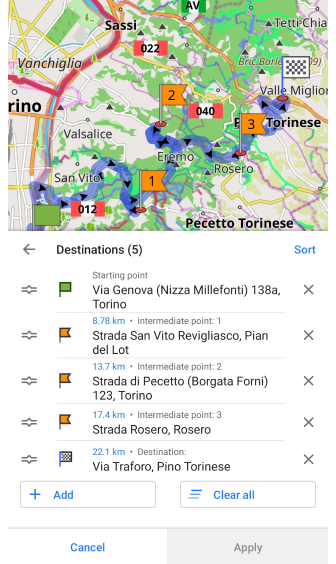 AV
Tetti Chia
Sassi
022
Vanchiglia
Bric
Valle Miglior
2
rino
040
3
Torinese
Valsalice
Eremo
Rosero
San Vito
1
012
Pecetto Torinese
Destinations (5)
Sort
Starting point
Via Genova (Nizza Millefonti) 138a,
Torino
8.78 km • Intermediate point: 1
Strada San Vito Revigliasco, Pian
del Lot
13.7 km • Intermediate point: 2
Strada di Pecetto (Borgata Forni)
123, Torino
17.4 km • Intermediate point: 3
Strada Rosero, Rosero
22.1 km • Destination:
Via Traforo, Pino Torinese
Add
Clear all
Cancel
Apply